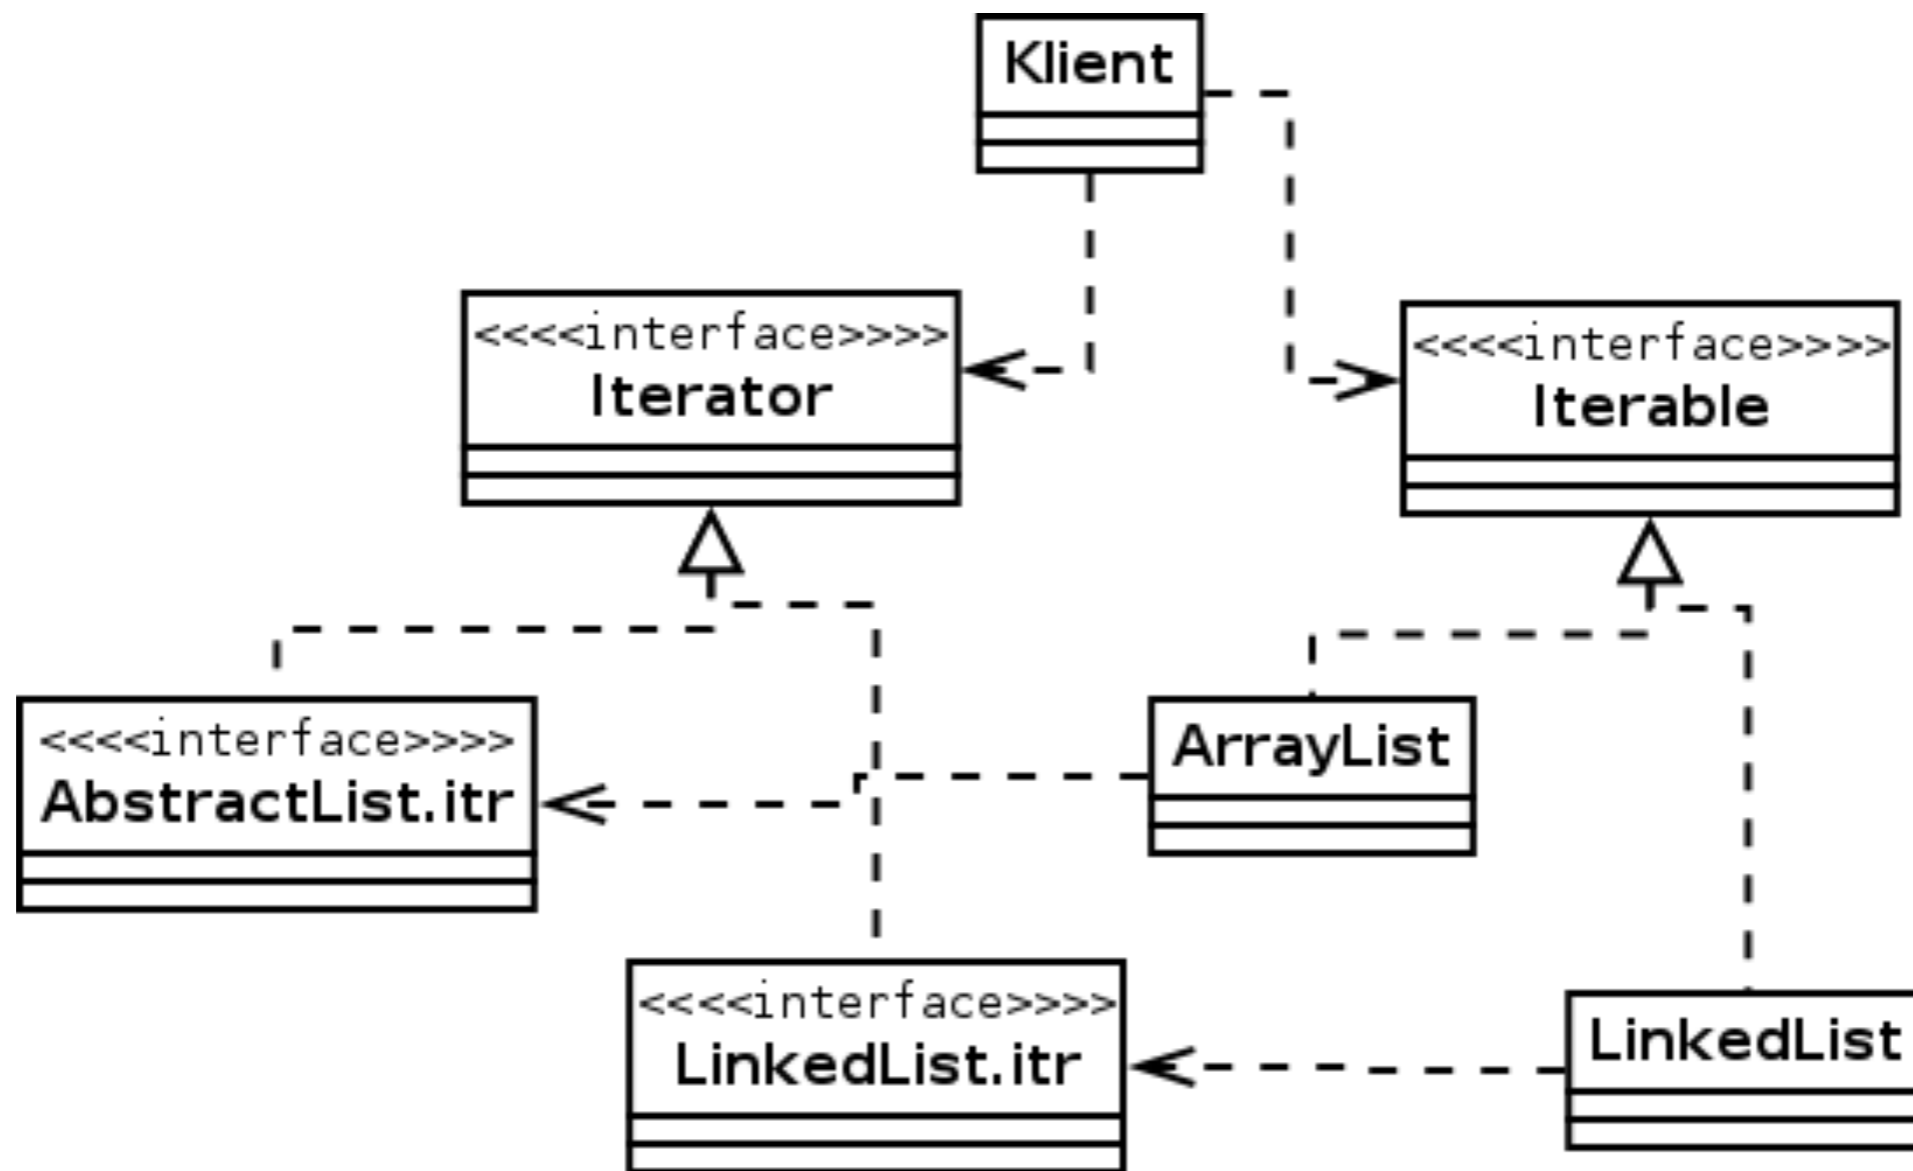 Klient
<<<<interface>>>>
Iterator
<<<<interface>>>>
Iterable
<<<<interface>>>>
AbstractList.itr
ArrayList
<<<<interface>>>>
LinkedList.itr
LinkedList